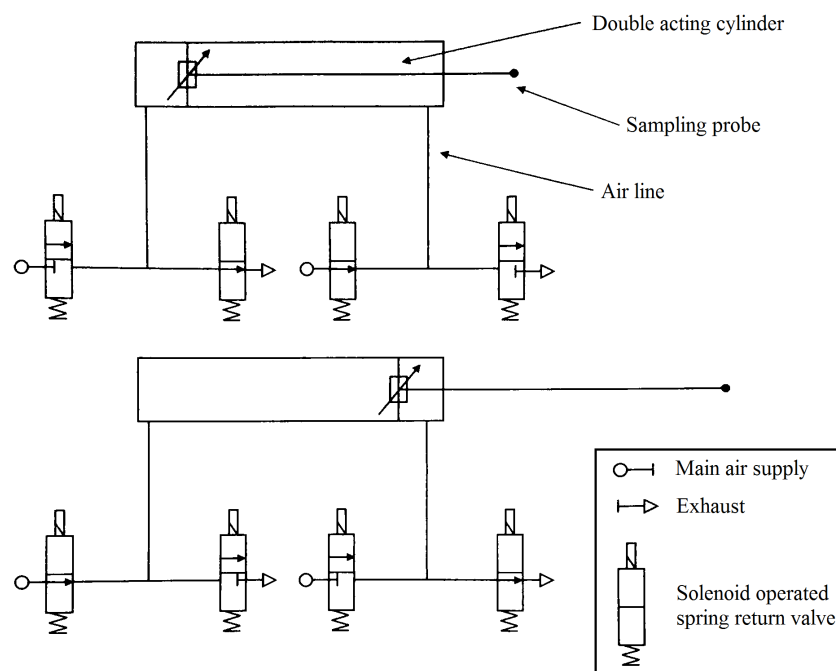 Double acting cylinder
Sampling probe
Air line
Main air supply
Exhaust
Solenoid operated
spring return valve